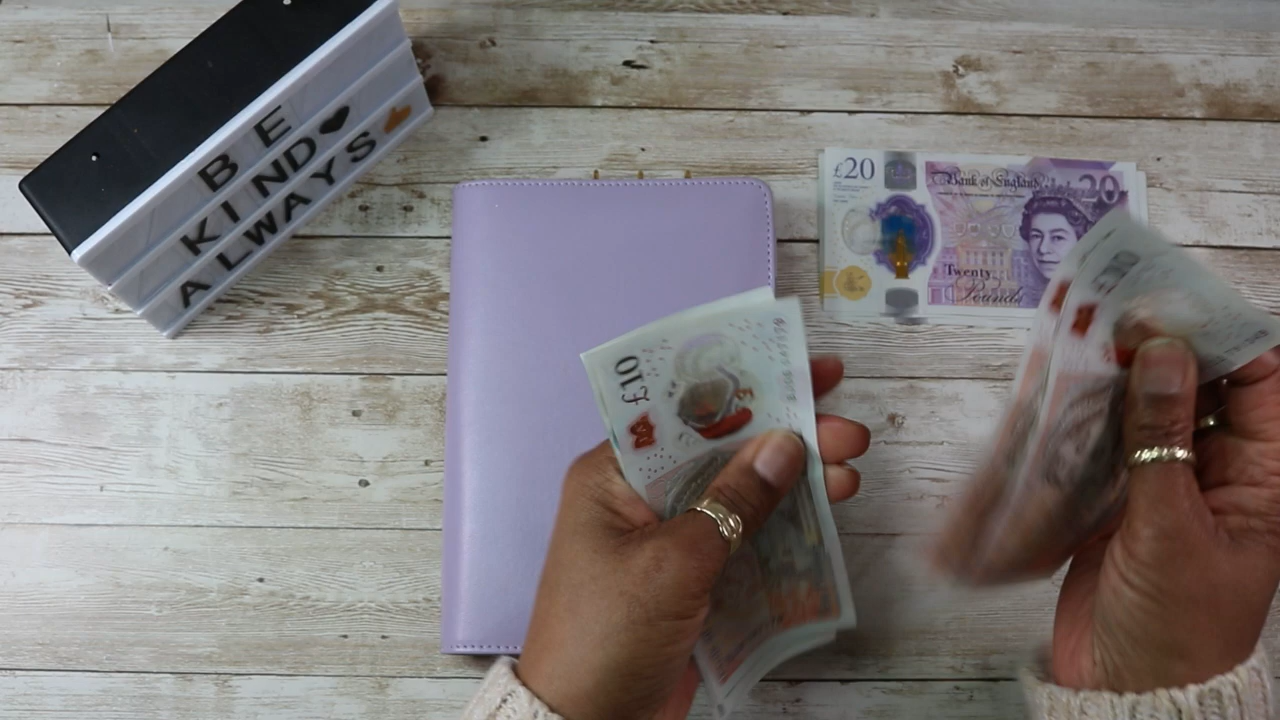 BE
KIND
ALWAYS
£20
Bank of England
20
Twenty
Pounds
£10